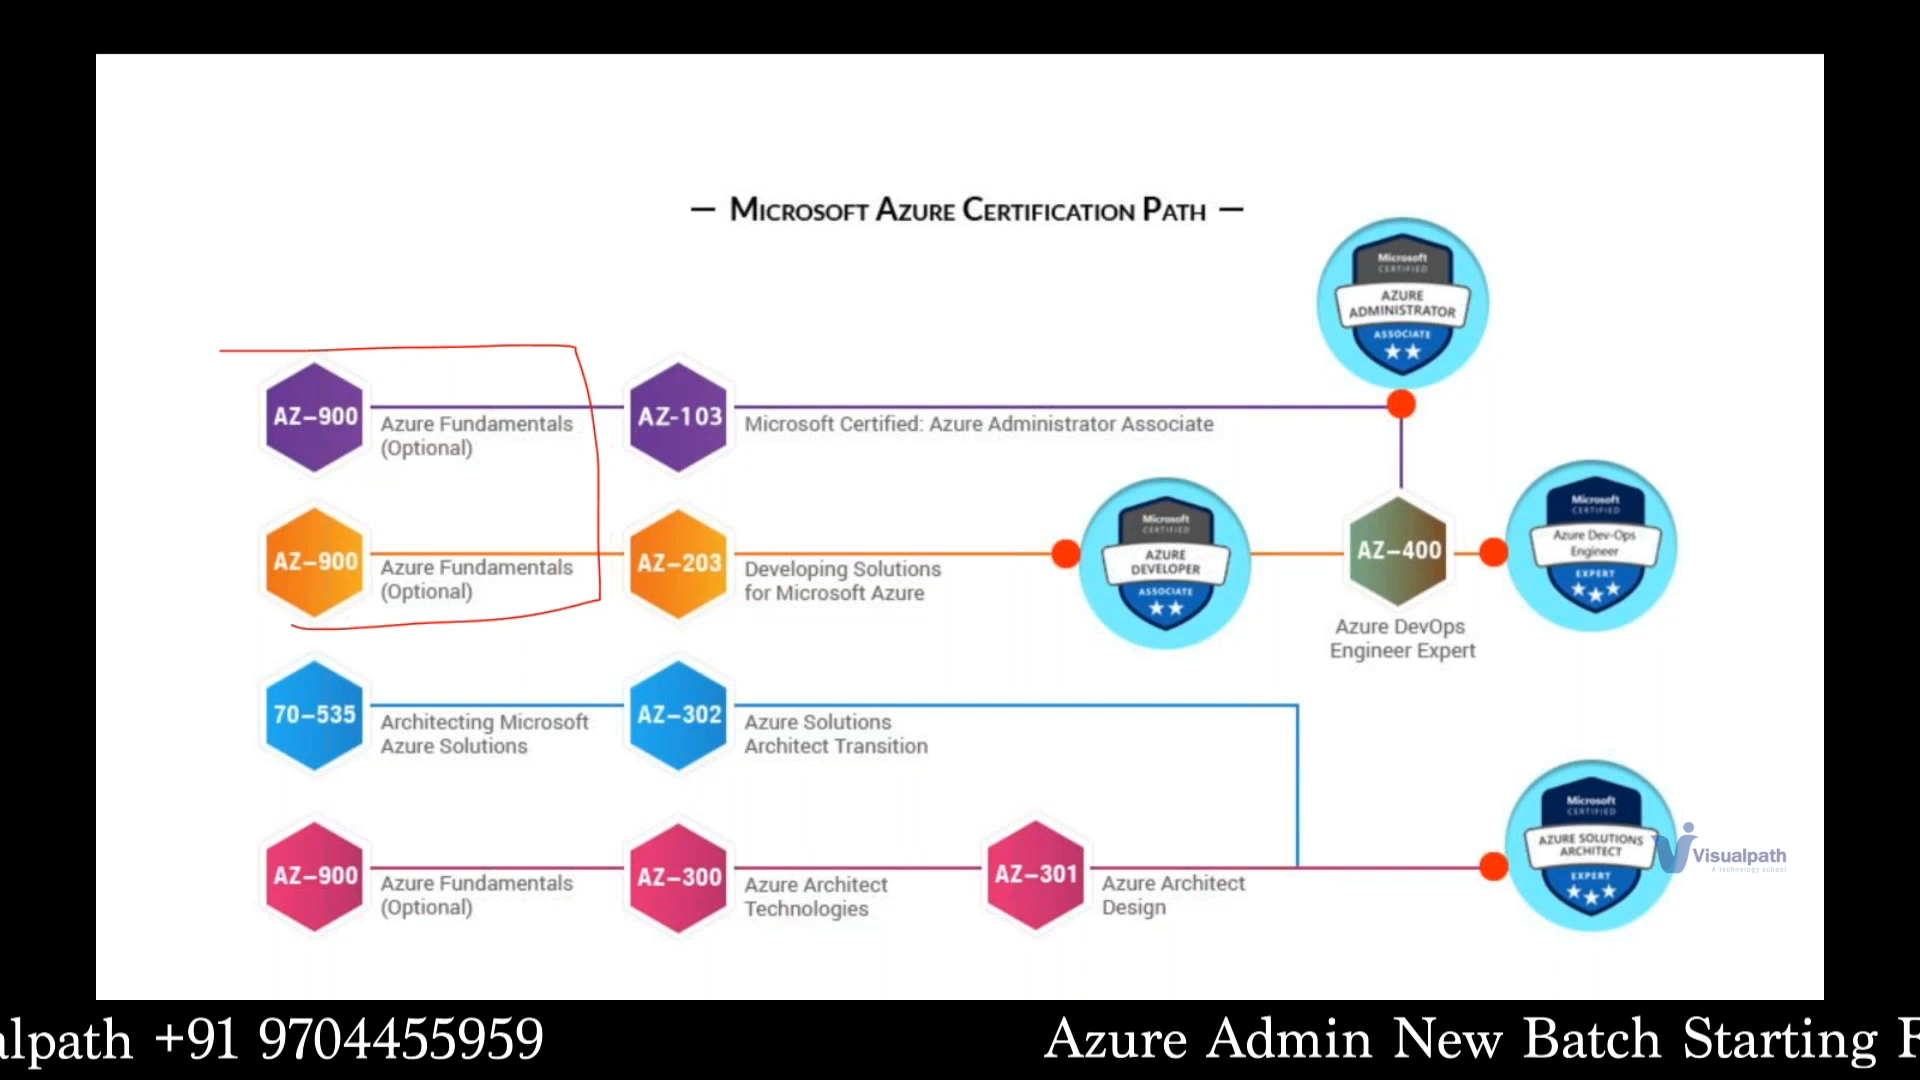 — MICROSOFT AZURE CERTIFICATION PATH —
Microsoft
CERTIFIED
AZURE
ADMINISTRATOR
ASSOCIATE
AZ-900
Azure Fundamentals
(Optional)
AZ-103
Microsoft Certified: Azure Administrator Associate
AZ-900
Azure Fundamentals
(Optional)
AZ-203
Developing Solutions
for Microsoft Azure
Microsoft
CERTIFIED
AZURE
DEVELOPER
ASSOCIATE
AZ-400
Azure DevOps
Engineer Expert
Microsoft
CERTIFIED
Azure Dev-Ops
Engineer
EXPERT
70-535
Architecting Microsoft
Azure Solutions
AZ-302
Azure Solutions
Architect Transition
AZ-900
Azure Fundamentals
(Optional)
AZ-300
Azure Architect
Technologies
AZ-301
Azure Architect
Design
Microsoft
CERTIFIED
AZURE SOLUTIONS
ARCHITECT
EXPERT
Visualpath
A technology school
alpath +91 9704455959
Azure Admin New Batch Starting F